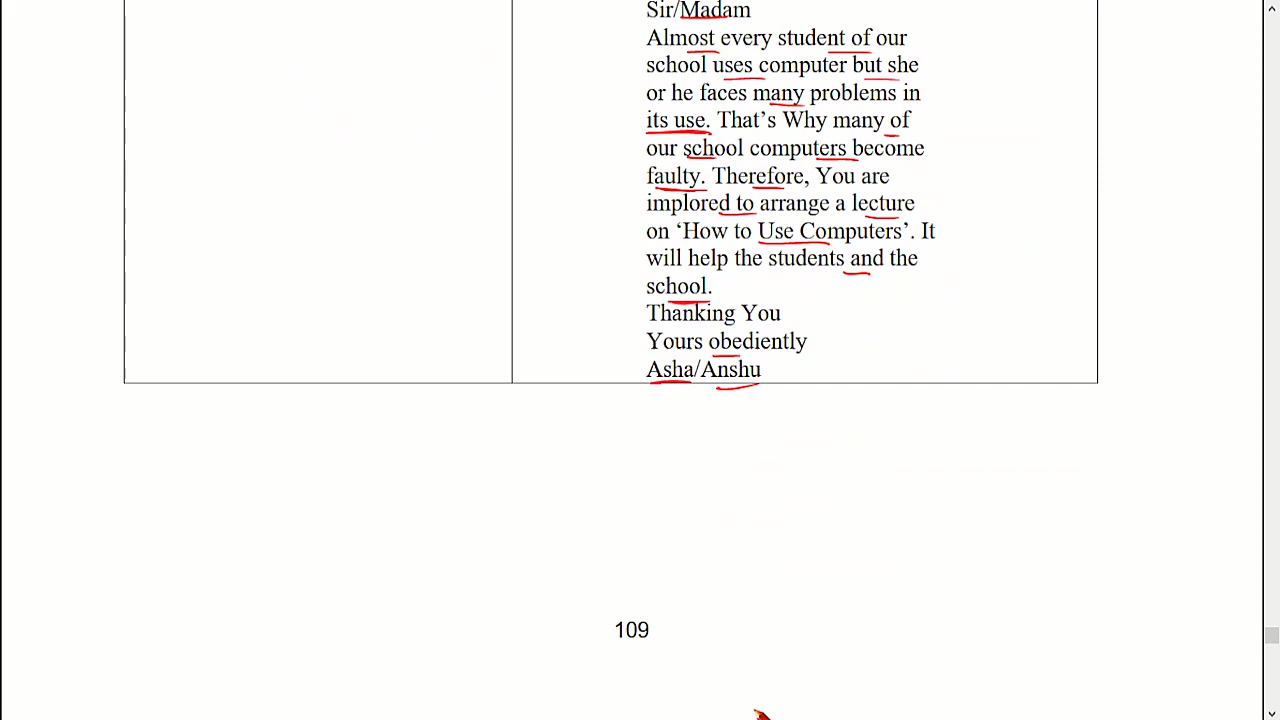 Sir/Madam
Almost every student of our
school uses computer but she
or he faces many problems in
its use. That’s Why many of
our school computers become
faulty. Therefore, You are
implored to arrange a lecture
on ‘How to Use Computers’. It
will help the students and the
school.
Thanking You
Yours obediently
Asha/Anshu
109